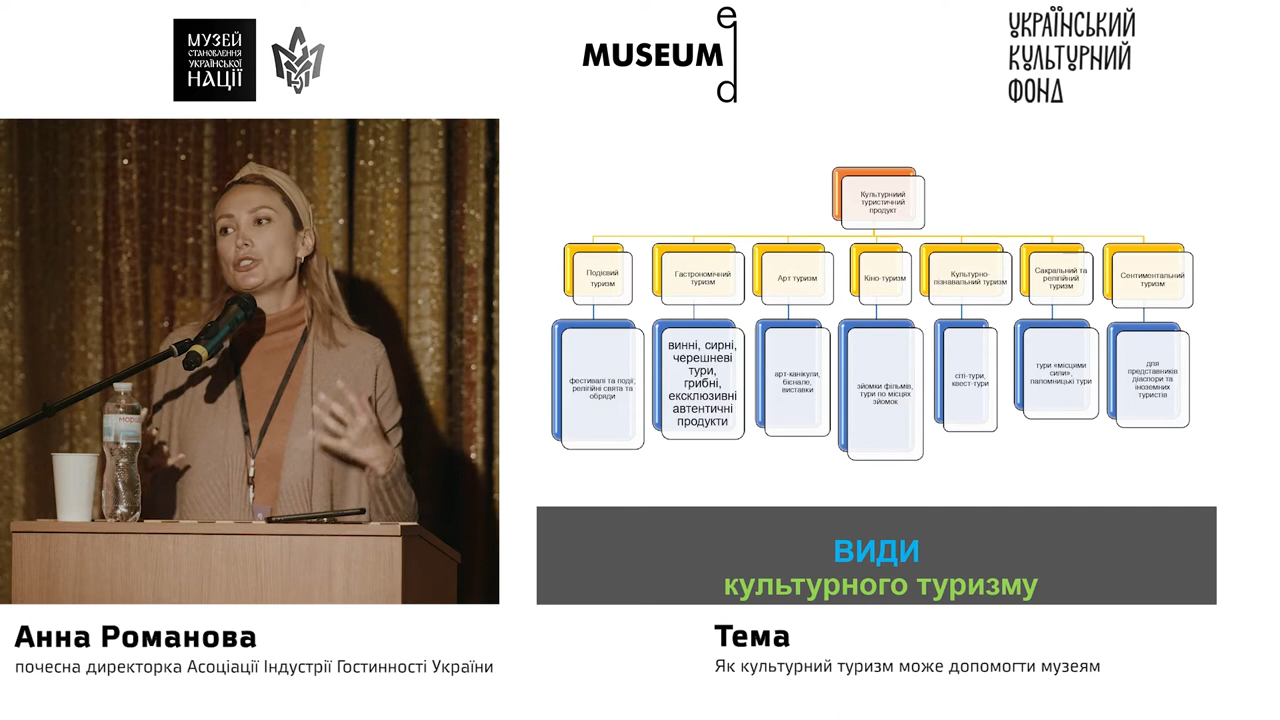 МУЗЕЙ
СТАНОВЛЕННЯ
УКРАЇНСЬКОЇ
НАЦІЇ
MUSEUM
ed
УКРАЇНСЬКИЙ
КУЛЬТУРНИЙ
ФОНД
Культурниий
туристичний
продукт
Подієвий
туризм
Гастрономічний
туризм
Арт туризм
Кіно-туризм
Культурно-
пізнавальний туризм
Сакральний та
релігійний
туризм
Сентиментальний
туризм
фестивалі та події;
релігійні свята та
обряди
винні, сирні,
черешневі
тури,
грибні,
ексклюзивні
автентичні
продукти
арт-канікули,
бієнале,
виставки
зйомки фільмів,
тури по місцях
зйомок
сіті-тури,
квест-тури
тури «місцями
сили»,
паломницькі тури
для
представників
діаспори та
іноземних
туристів
ВИДИ
культурного туризму
Анна Романова
почесна директорка Асоціації Індустрії Гостинності України
Тема
Як культурний туризм може допомогти музеям